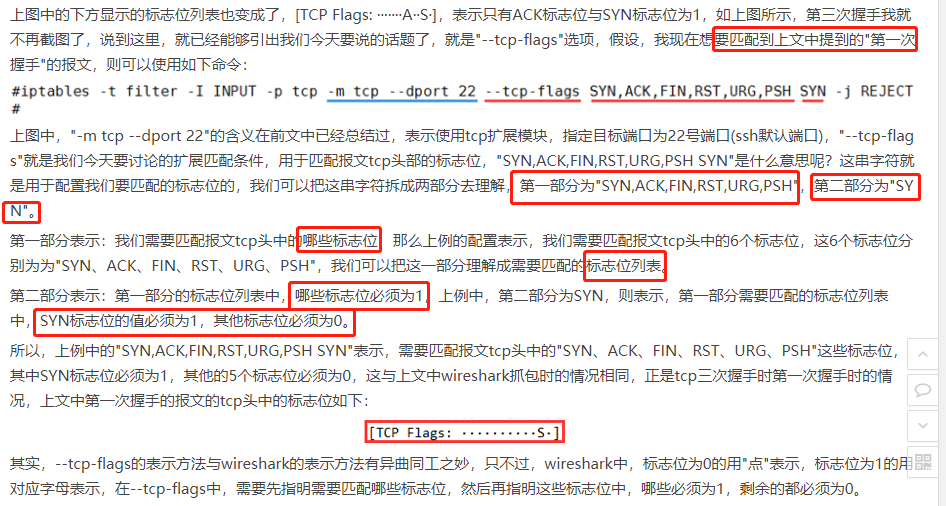 上图中的下方显示的标志位列表也变成了，[TCP Flags: ·······A··S·]，表示只有ACK标志位与SYN标志位为1，如上图所示，第三次握手我就
不再截图了，说到这里，就已经能够引出我们今天要说的话题了，就是"--tcp-flags"选项，假设，我现在想要匹配到上文中提到的"第一次
握手"的报文，则可以使用如下命令：
#iptables -t filter -I INPUT -p tcp -m tcp --dport 22 --tcp-flags SYN,ACK,FIN,RST,URG,PSH SYN -j REJECT
#
上图中，"-m tcp --dport 22"的含义在前文中已经总结过，表示使用tcp扩展模块，指定目标端口为22号端口(ssh默认端口)，"--tcp-flag
s"就是我们今天要讨论的扩展匹配条件，用于匹配报文tcp头部的标志位，"SYN,ACK,FIN,RST,URG,PSH SYN"是什么意思呢？这串字符就
是用于配置我们要匹配的标志位的，我们可以把这串字符拆成两部分去理解，第一部分为"SYN,ACK,FIN,RST,URG,PSH"，第二部分为"SY
N"。
第一部分表示：我们需要匹配报文tcp头中的哪些标志位，那么上例的配置表示，我们需要匹配报文tcp头中的6个标志位，这6个标志位分
别为为"SYN、ACK、FIN、RST、URG、PSH"，我们可以把这一部分理解成需要匹配的标志位列表。
第二部分表示：第一部分的标志位列表中，哪些标志位必须为1，上例中，第二部分为SYN，则表示，第一部分需要匹配的标志位列表
中，SYN标志位的值必须为1，其他标志位必须为0。
所以，上例中的"SYN,ACK,FIN,RST,URG,PSH SYN"表示，需要匹配报文tcp头中的"SYN、ACK、FIN、RST、URG、PSH"这些标志位，
其中SYN标志位必须为1，其他的5个标志位必须为0，这与上文中wireshark抓包时的情况相同，正是tcp三次握手时第一次握手时的情
况，上文中第一次握手的报文的tcp头中的标志位如下：
[TCP Flags: ··········S·]
其实，--tcp-flags的表示方法与wireshark的表示方法有异曲同工之妙，只不过，wireshark中，标志位为0的用"点"表示，标志位为1的用
对应字母表示，在--tcp-flags中，需要先指明需要匹配哪些标志位，然后再指明这些标志位中，哪些必须为1，剩余的都必须为0。